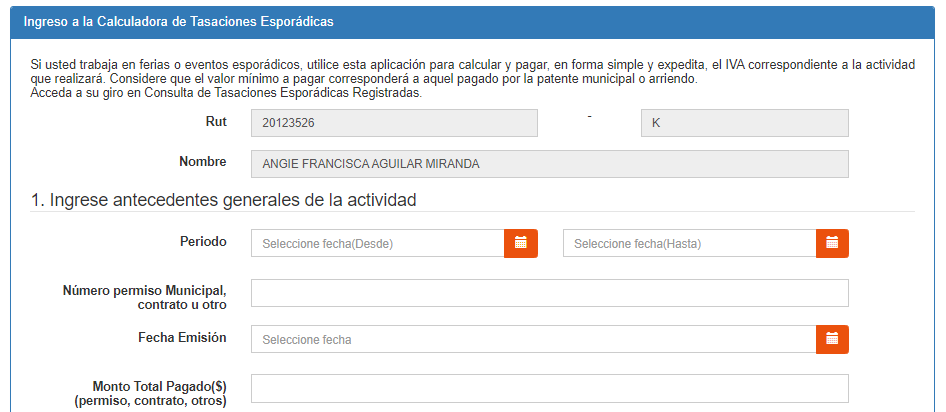 Ingreso a la Calculadora de Tasaciones Esporádicas
Si usted trabaja en ferias o eventos esporádicos, utilice esta aplicación para calcular y pagar, en forma simple y expedita, el IVA correspondiente a la actividad
que realizará. Considere que el valor mínimo a pagar corresponderá a aquel pagado por la patente municipal o arriendo.
Acceda a su giro en Consulta de Tasaciones Esporádicas Registradas.
Rut 20123526 - K
Nombre ANGIE FRANCISCA AGUILAR MIRANDA
1. Ingrese antecedentes generales de la actividad
Periodo Seleccione fecha(Desde) Seleccione fecha(Hasta)
Número permiso Municipal,
contrato u otro
Fecha Emisión Seleccione fecha
Monto Total Pagado($)
(permiso, contrato, otros)